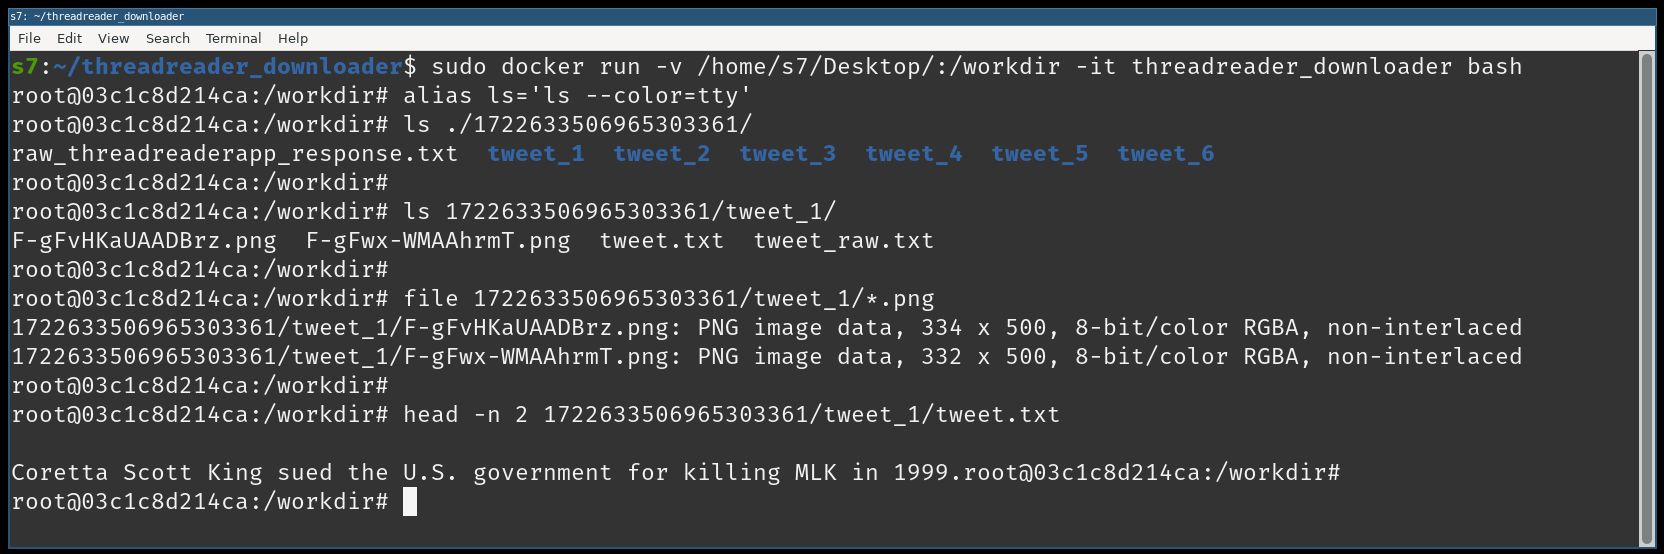 s7: ~/threadreader_downloader
File Edit View Search Terminal Help
s7:~/threadreader_downloader$ sudo docker run -v /home/s7/Desktop/:/workdir -it threadreader_downloader bash
root@03c1c8d214ca:/workdir# alias ls='ls --color=tty'
root@03c1c8d214ca:/workdir# ls ./1722633506965303361/
raw_threadreaderapp_response.txt  tweet_1  tweet_2  tweet_3  tweet_4  tweet_5  tweet_6
root@03c1c8d214ca:/workdir#
root@03c1c8d214ca:/workdir# ls 1722633506965303361/tweet_1/
F-gFvHKaUAADBrz.png  F-gFwx-WMAAhrmT.png  tweet.txt  tweet_raw.txt
root@03c1c8d214ca:/workdir#
root@03c1c8d214ca:/workdir# file 1722633506965303361/tweet_1/*.png
1722633506965303361/tweet_1/F-gFvHKaUAADBrz.png: PNG image data, 334 x 500, 8-bit/color RGBA, non-interlaced
1722633506965303361/tweet_1/F-gFwx-WMAAhrmT.png: PNG image data, 332 x 500, 8-bit/color RGBA, non-interlaced
root@03c1c8d214ca:/workdir#
root@03c1c8d214ca:/workdir# head -n 2 1722633506965303361/tweet_1/tweet.txt
Coretta Scott King sued the U.S. government for killing MLK in 1999.root@03c1c8d214ca:/workdir#
root@03c1c8d214ca:/workdir#